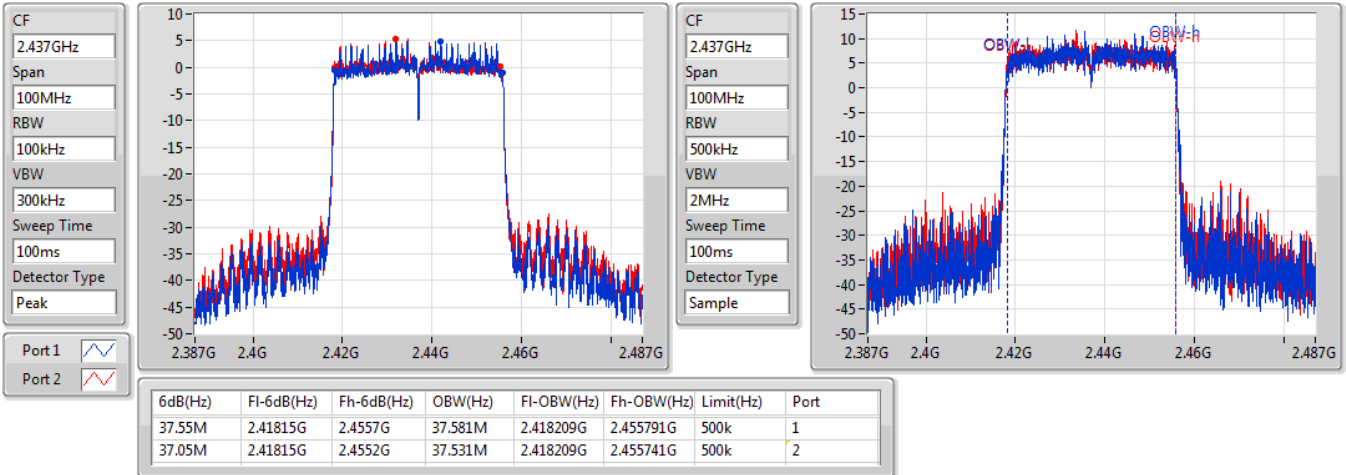 CF
2.437GHz
Span
100MHz
RBW
100kHz
VBW
300kHz
Sweep Time
100ms
Detector Type
Peak
Port 1
Port 2
10
5
0
-5
-10
-15
-20
-25
-30
-35
-40
-45
-50
2.387G 2.4G 2.42G 2.44G 2.46G 2.487G
CF
2.437GHz
Span
100MHz
RBW
500kHz
VBW
2MHz
Sweep Time
100ms
Detector Type
Sample
15
10
5
0
-5
-10
-15
-20
-25
-30
-35
-40
-45
-50
OBW-h
2.387G 2.4G 2.42G 2.44G 2.46G 2.487G
6dB(Hz) Fl-6dB(Hz) Fh-6dB(Hz) OBW(Hz) Fl-OBW(Hz) Fh-OBW(Hz) Limit(Hz) Port
37.55M 2.41815G 2.4557G 37.581M 2.418209G 2.455791G 500k 1
37.05M 2.41815G 2.4552G 37.531M 2.418209G 2.455741G 500k 2